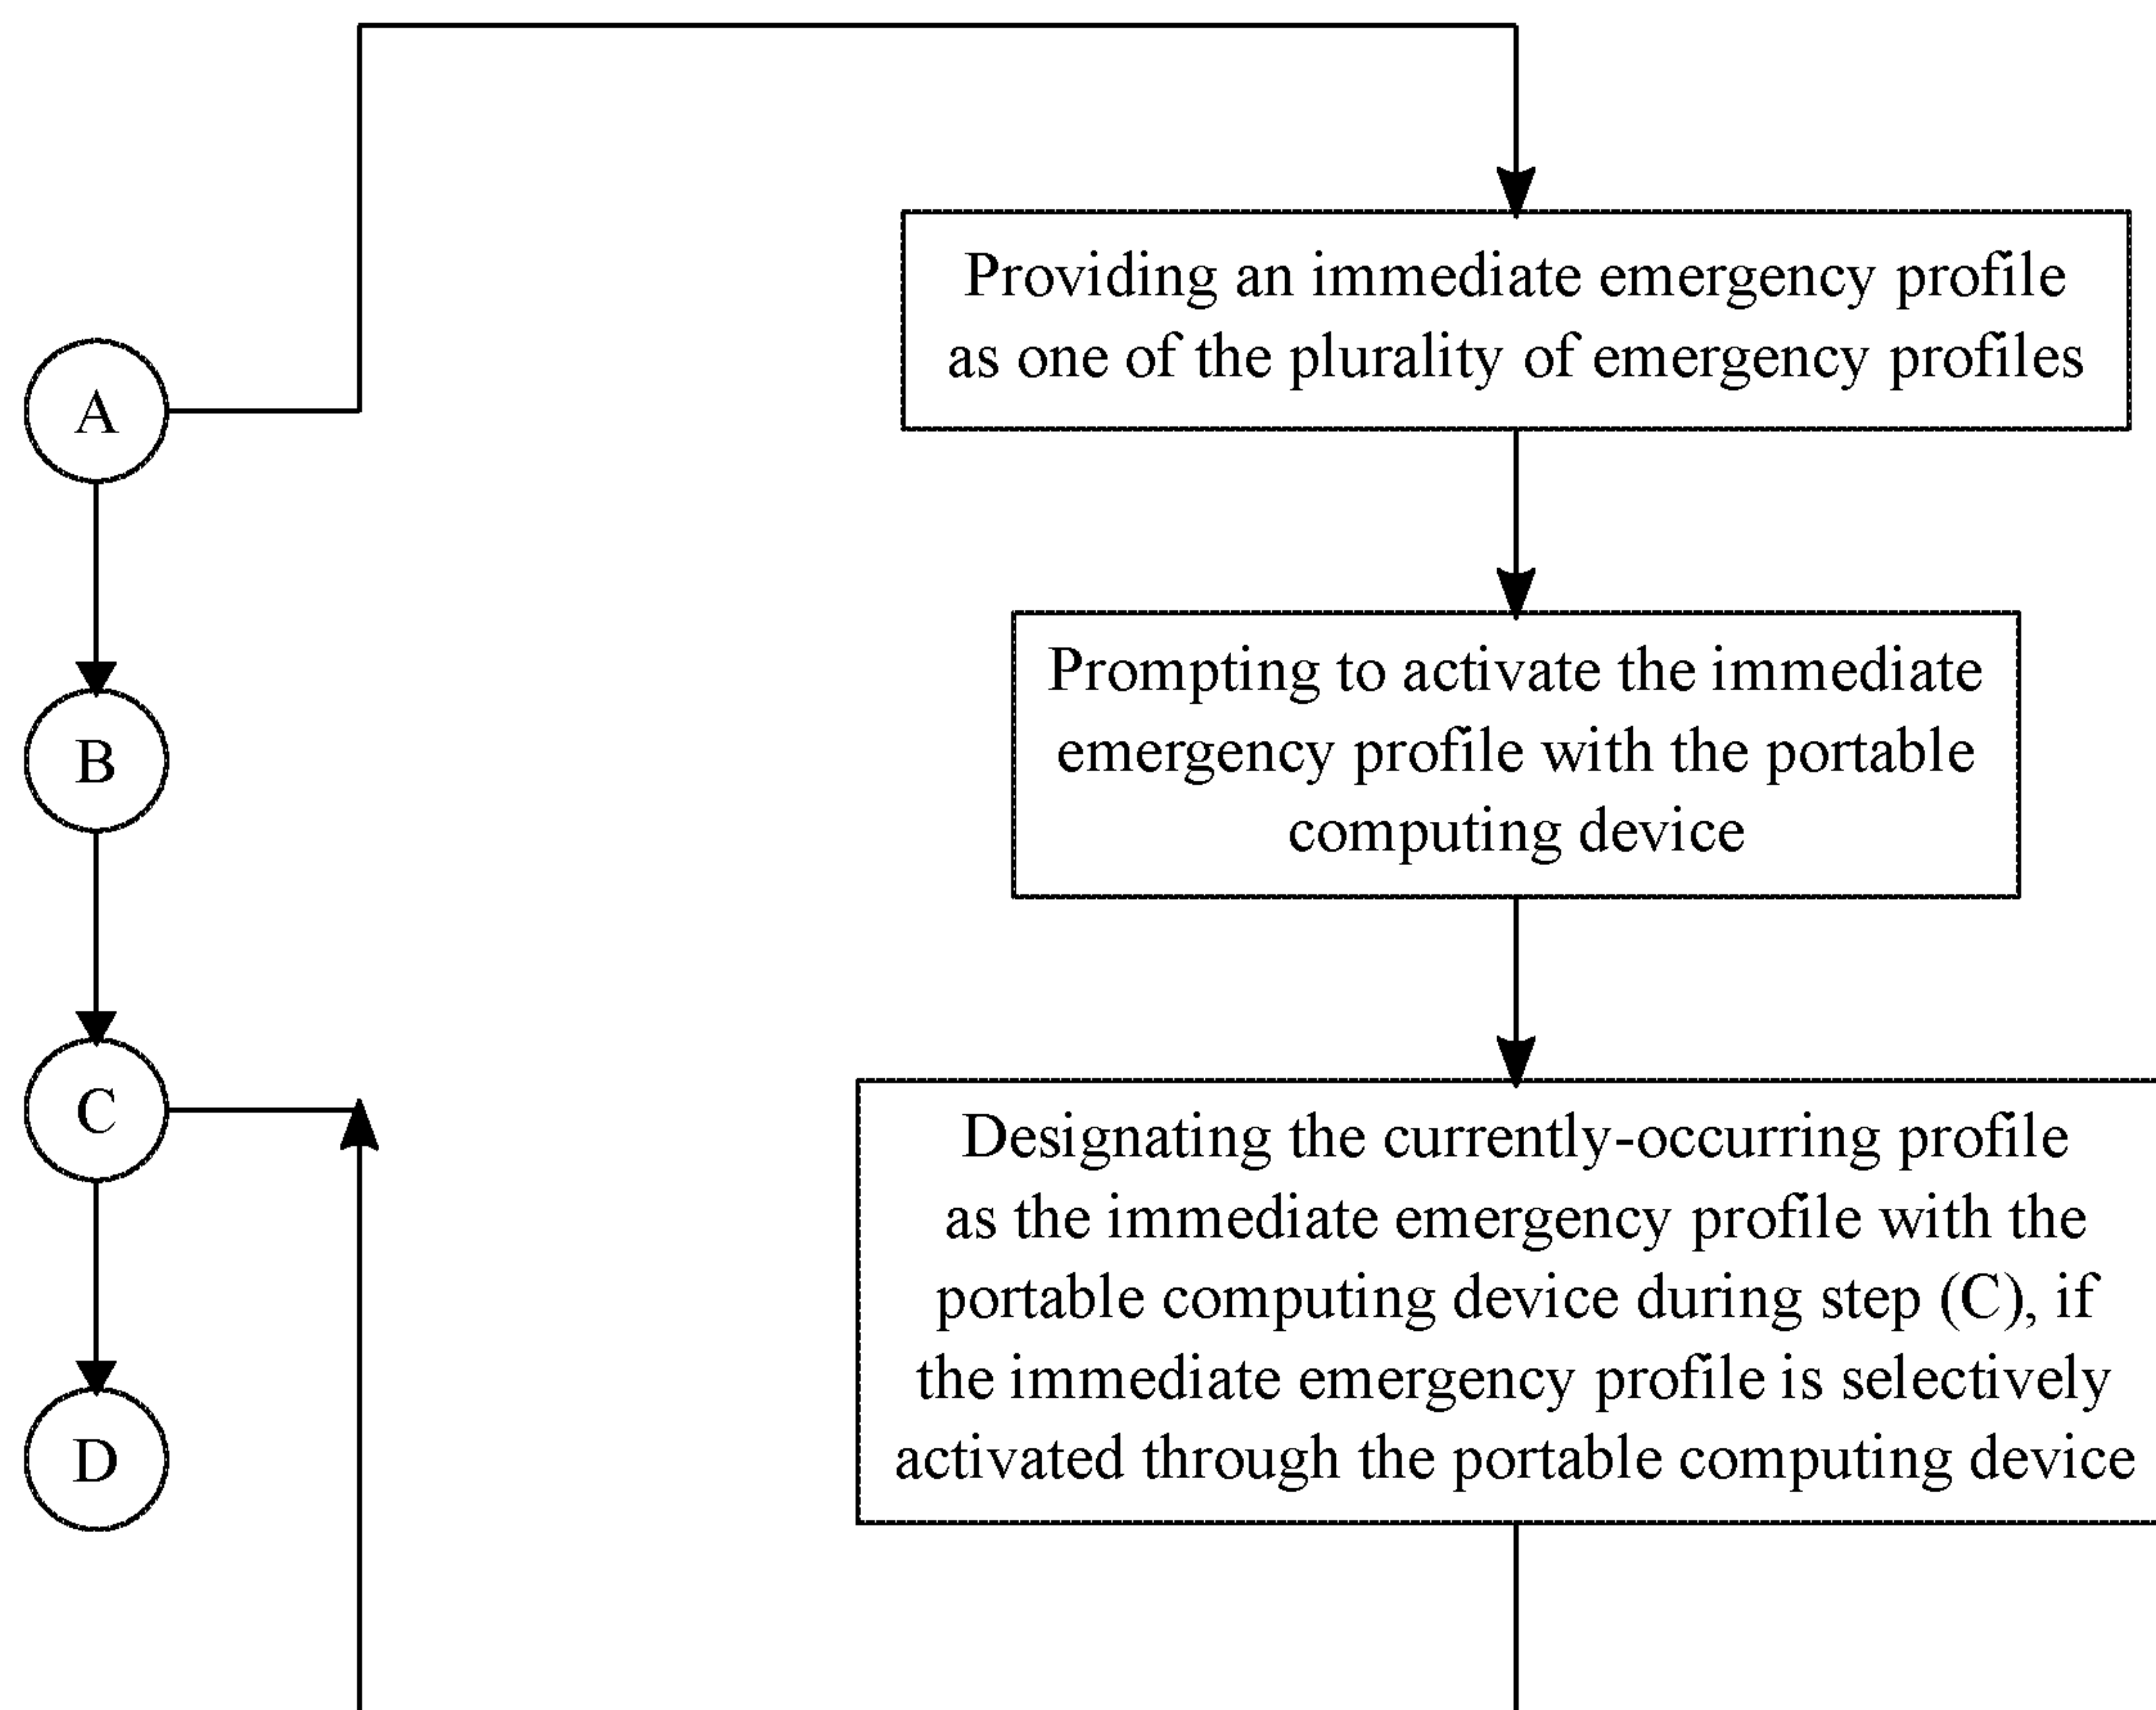 Providing an immediate emergency profile
as one of the plurality of emergency profiles
A
Prompting to activate the immediate
emergency profile with the portable
computing device
B
C
Designating the currently-occurring profile
as the immediate emergency profile with the
portable computing device during step (C), if
the immediate emergency profile is selectively
activated through the portable computing device
D